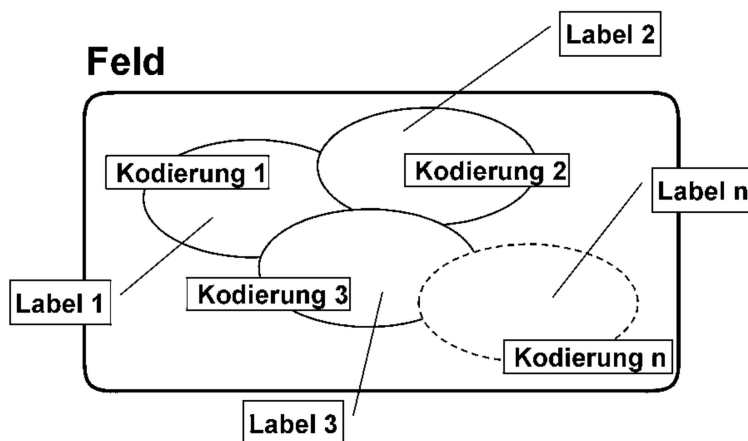 Label 2
Feld
Kodierung 1
Kodierung 2
Label n
Label 1
Kodierung 3
Kodierung n
Label 3